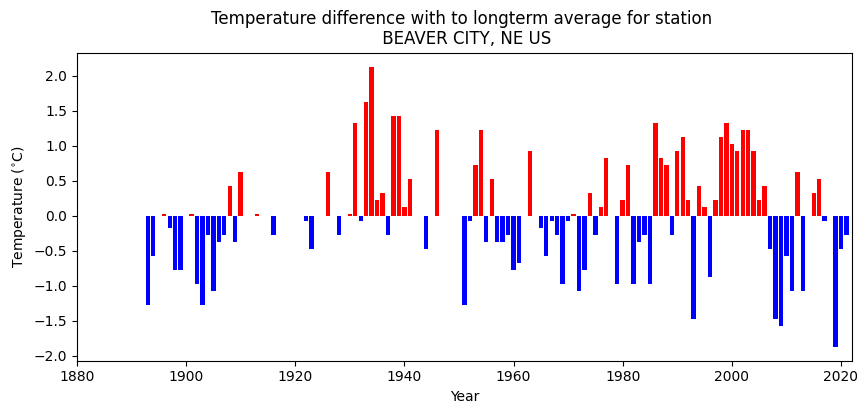 Temperature difference with to longterm average for station
BEAVER CITY, NE US
Temperature (°C)
2.0
1.5
1.0
0.5
0.0
−0.5
−1.0
−1.5
−2.0
1880 1900 1920 1940 1960 1980 2000 2020
Year